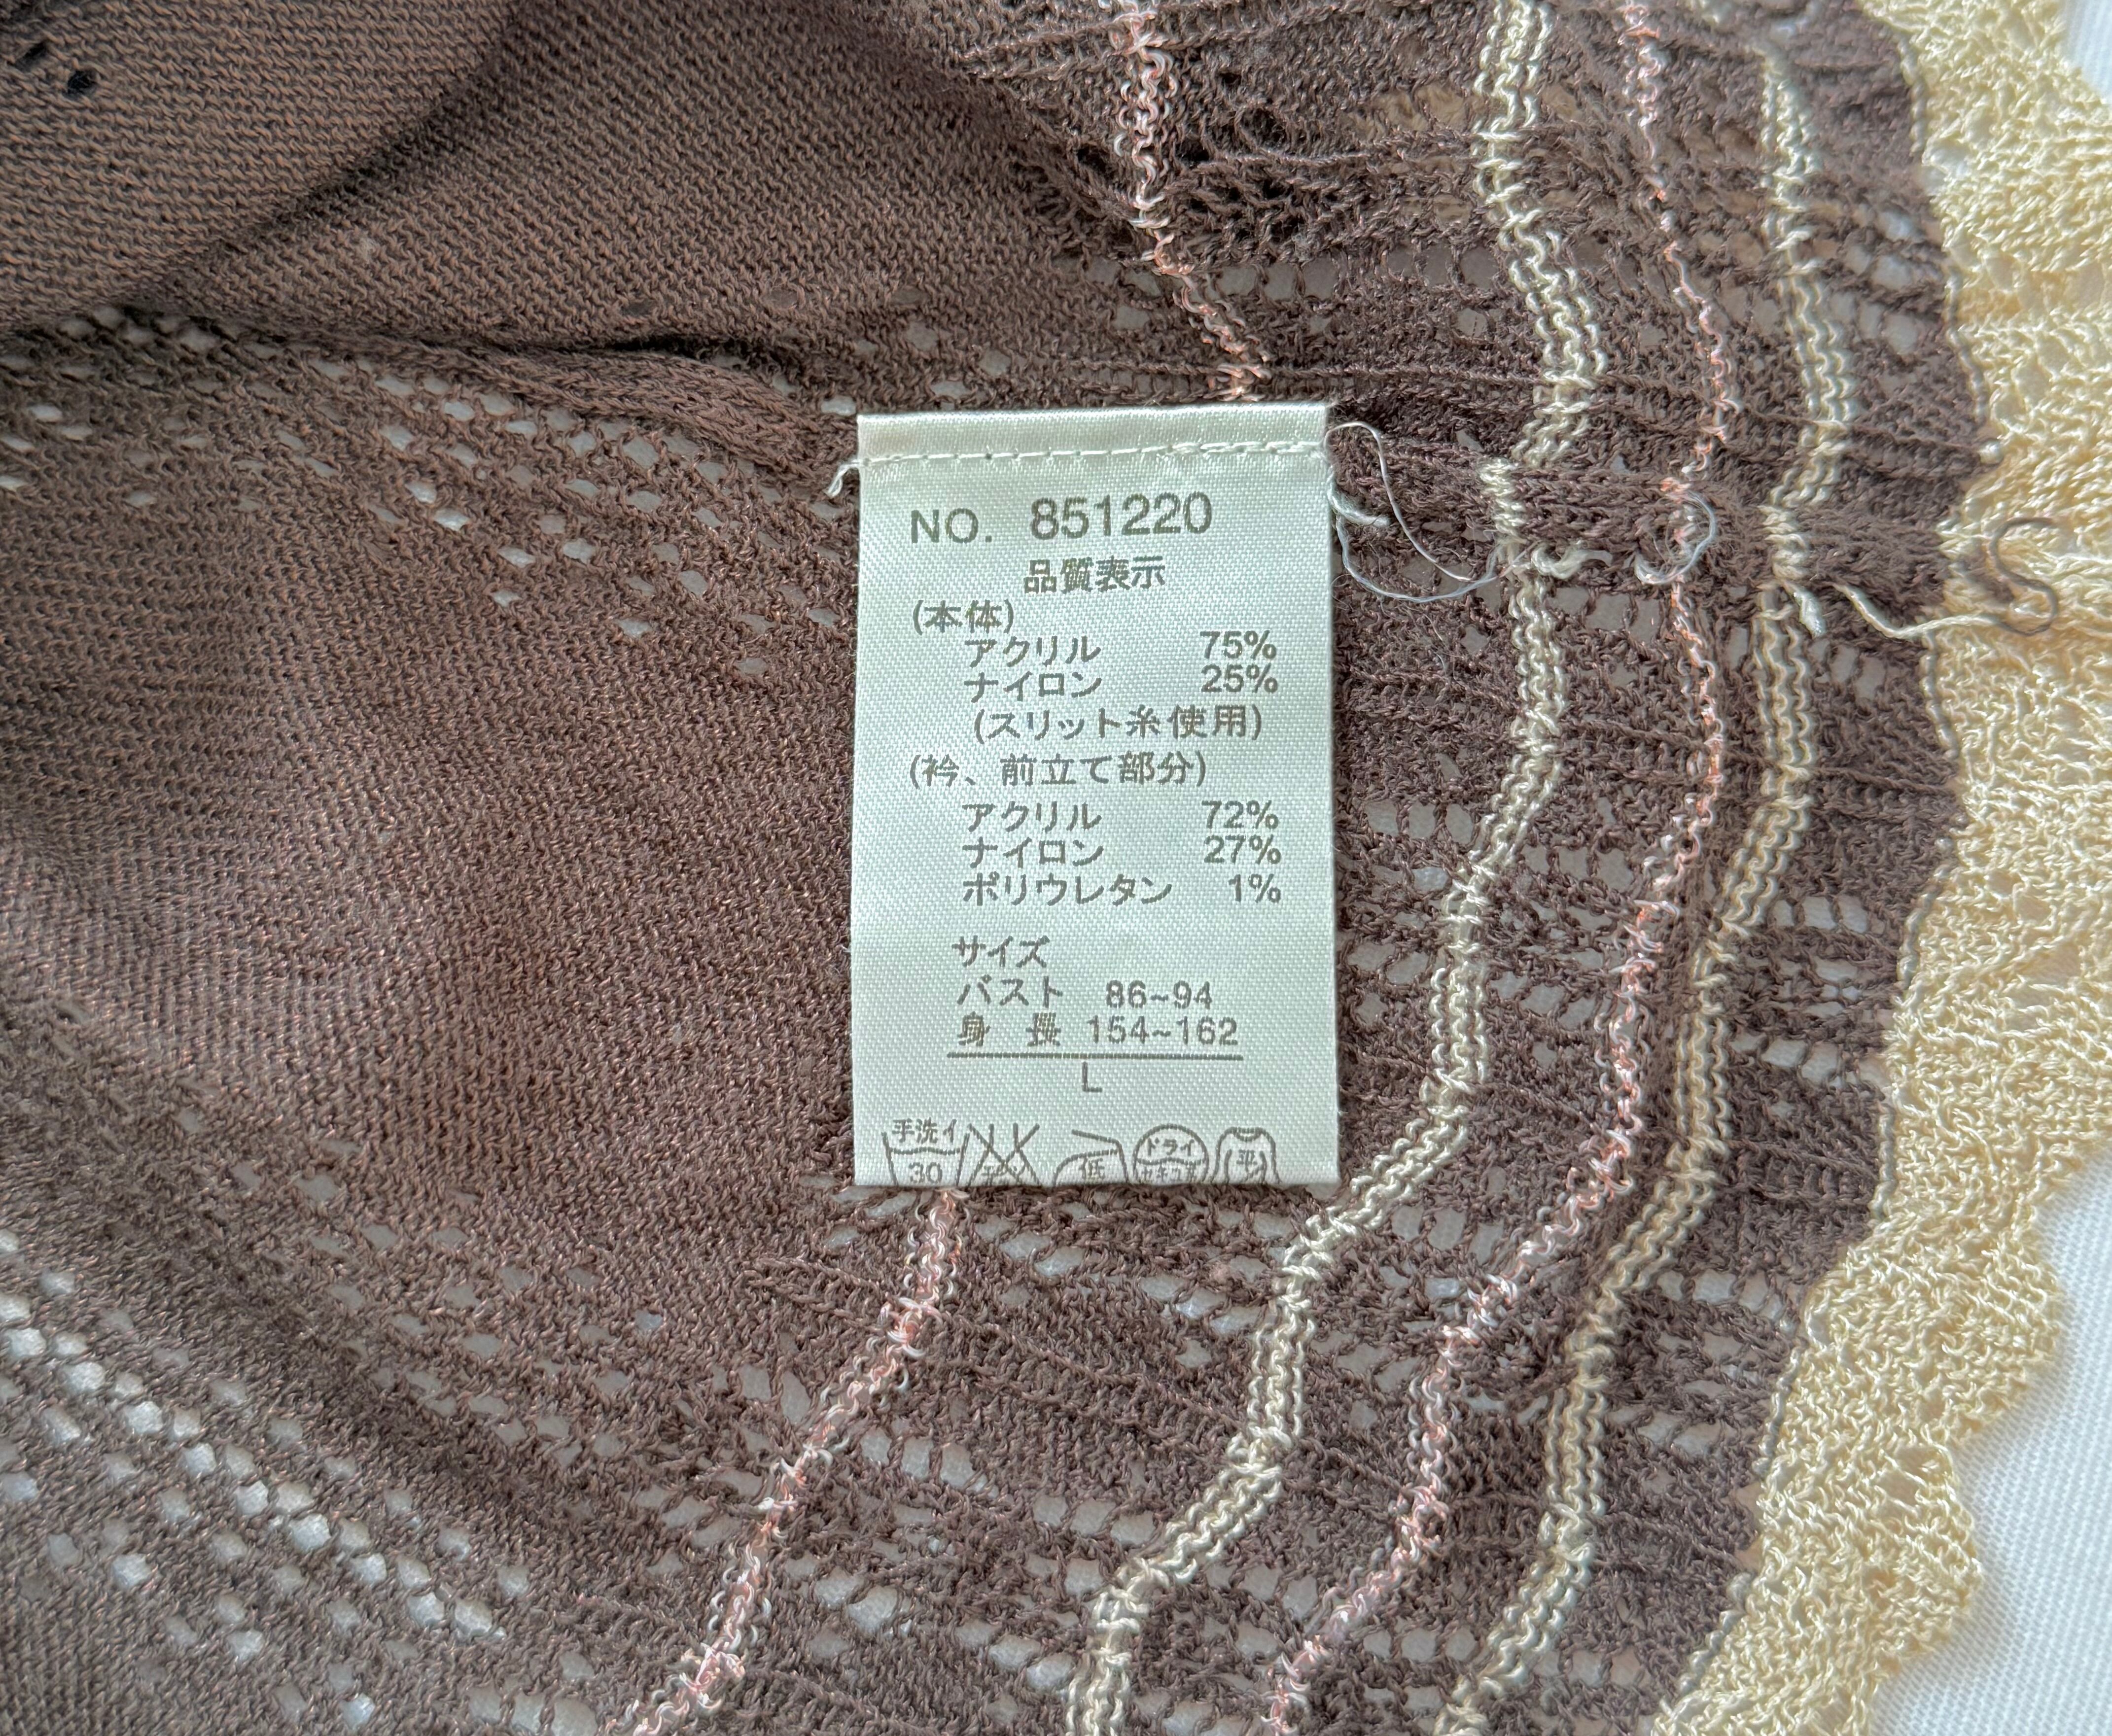 NO. 851220
品質表示
(本体)
アクリル 75%
ナイロン 25%
(スリット糸使用)
(衿、前立て部分)
アクリル 72%
ナイロン 27%
ポリウレタン 1%
サイズ
バスト 86~94
身 長 154~162
L
手洗イ 30 低 ドライ 平